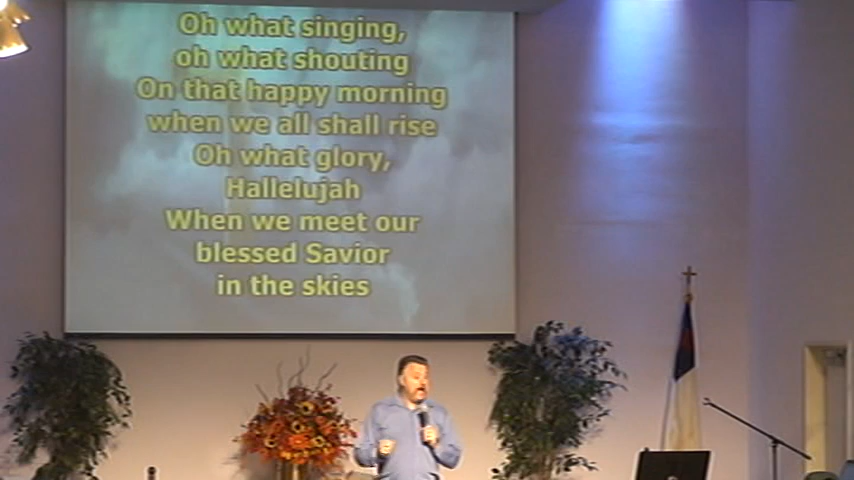 Oh what singing,
oh what shouting
On that happy morning
when we all shall rise
Oh what glory,
Hallelujah
When we meet our
blessed Savior
in the skies